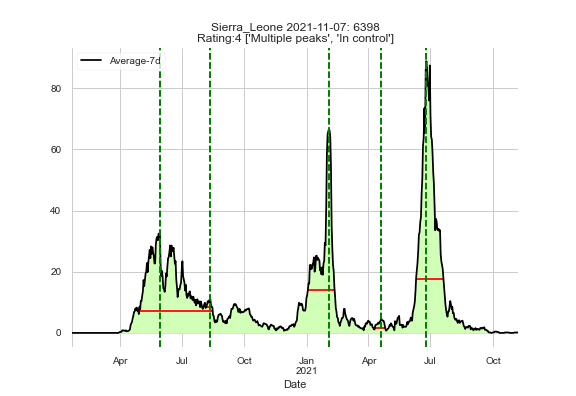 Sierra_Leone 2021-11-07: 6398
Rating:4 ['Multiple peaks', 'In control']
Average-7d
80
60
40
20
0
Apr Jul Oct Jan Apr Jul Oct
2021
Date